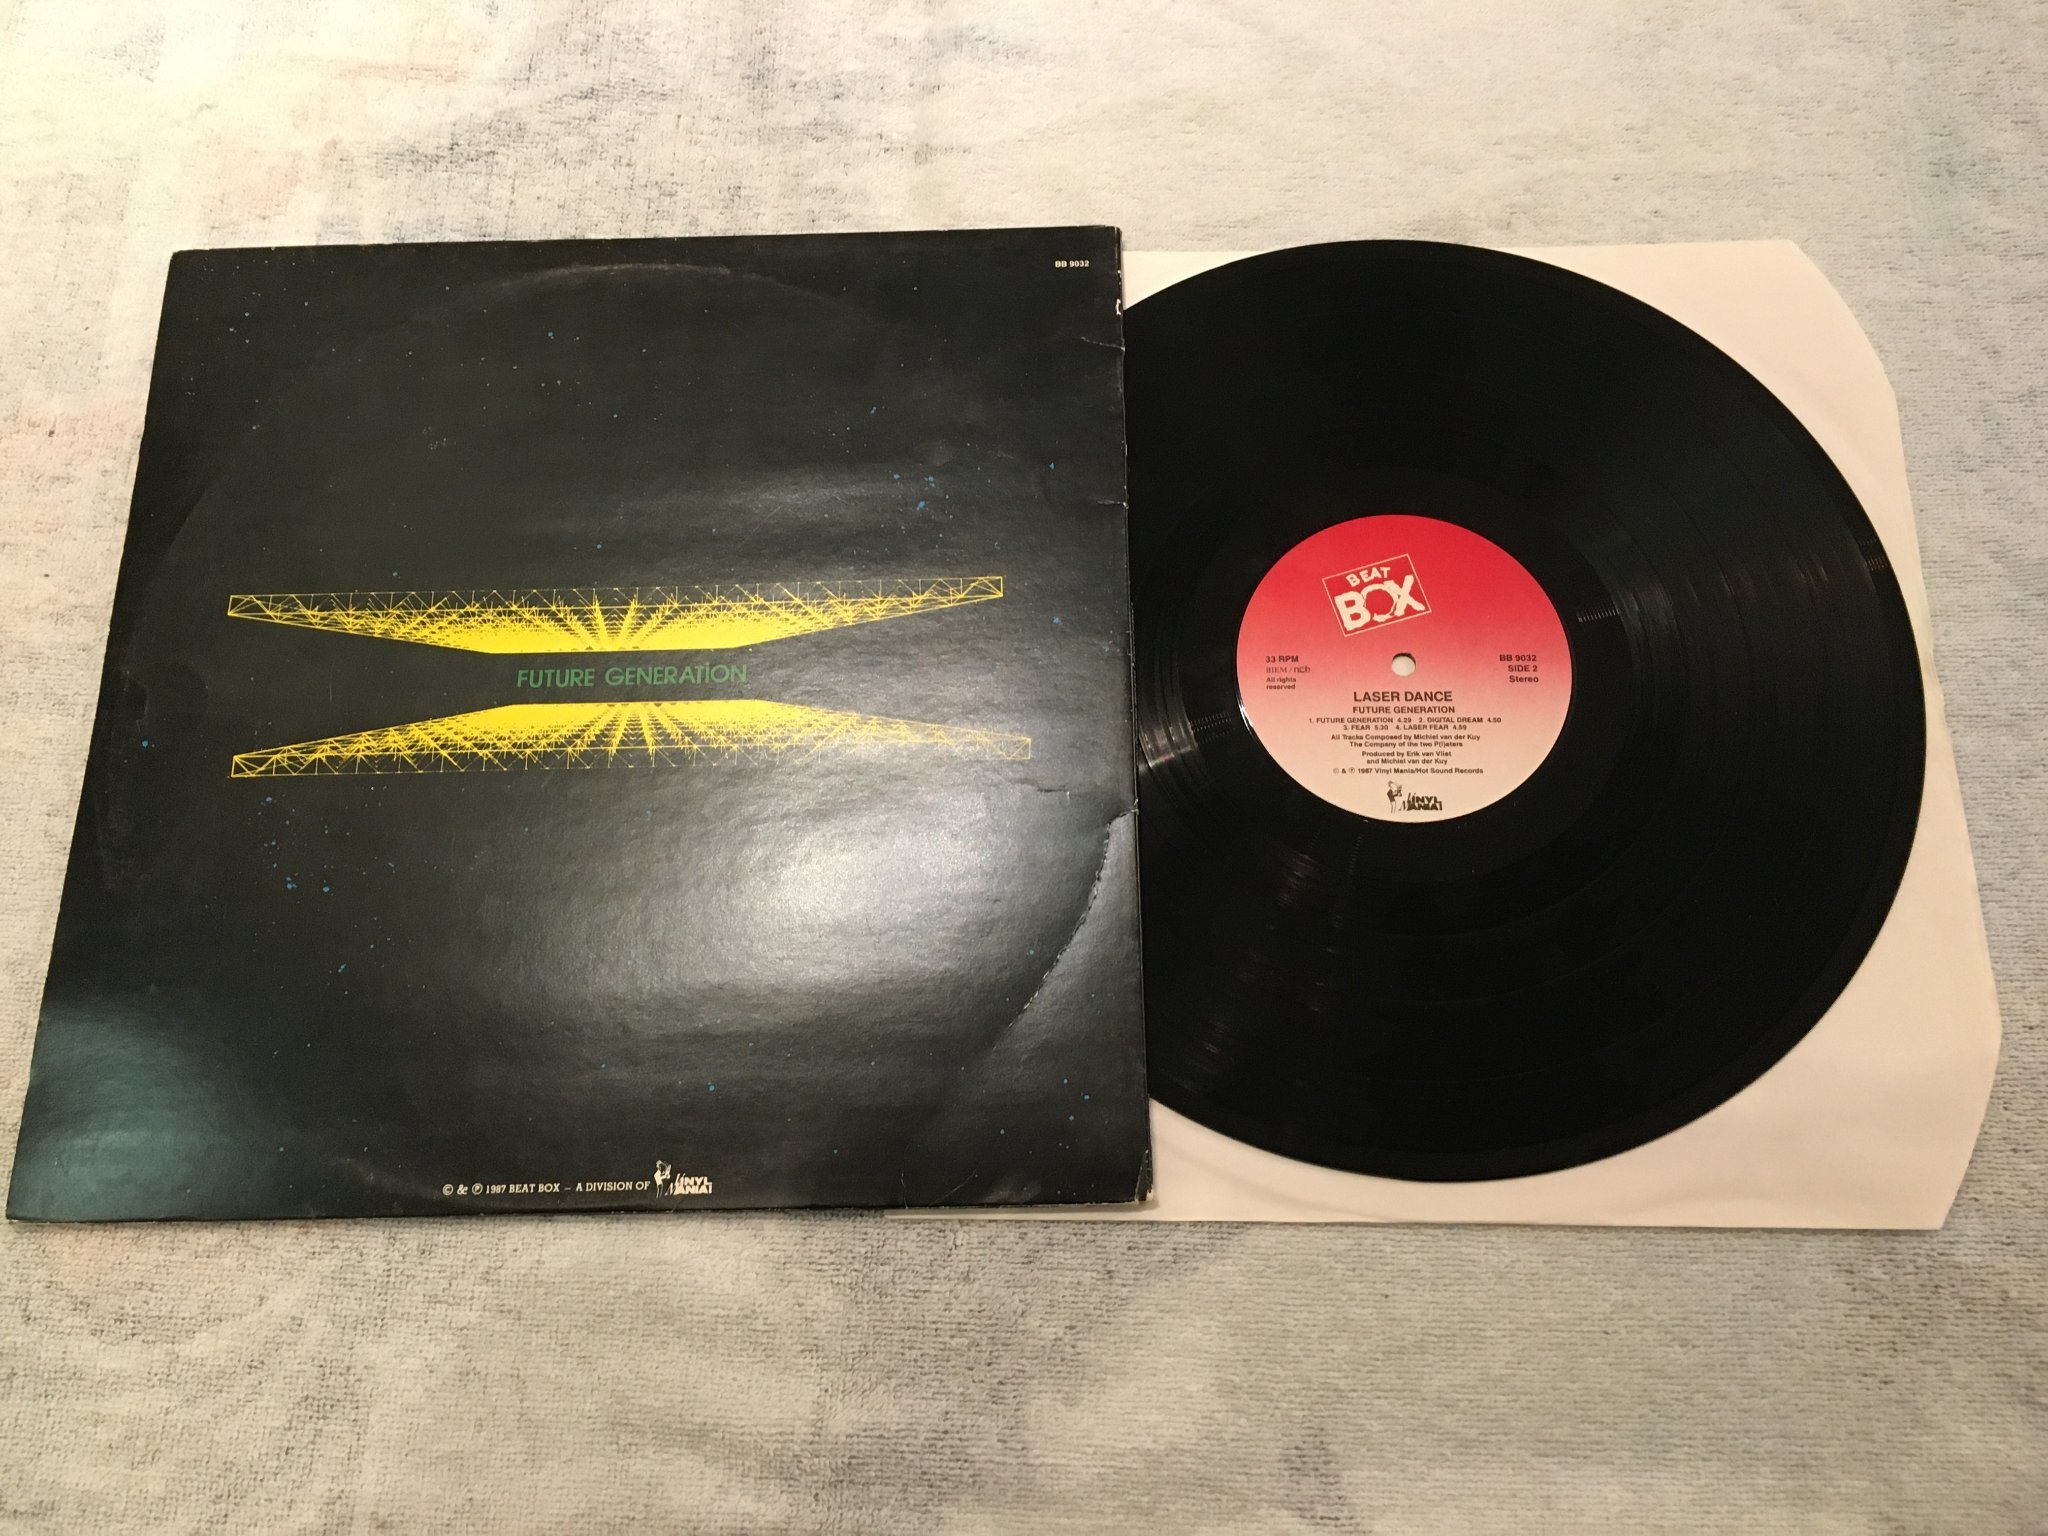 BB 9032
FUTURE GENERATiON
© & ℗ 1987 BEAT BOX – A DIVISION OF VINYL
MANIA!
BEAT
BOX
33 RPM
BIEM / ncb
All rights
reserved
BB 9032
SIDE 2
Stereo
LASER DANCE
FUTURE GENERATION
1. FUTURE GENERATION 4.29 2. DIGITAL DREAM 4.50
3. FEAR 5.30 4. LASER FEAR 4.59
All Tracks Composed by Michiel van der Kuy
The Company of the two P(i)eters
Produced by Erik van Vliet
and Michiel van der Kuy
© & ℗ 1987 Vinyl Mania/Hot Sound Records
VINYL
MANIA!